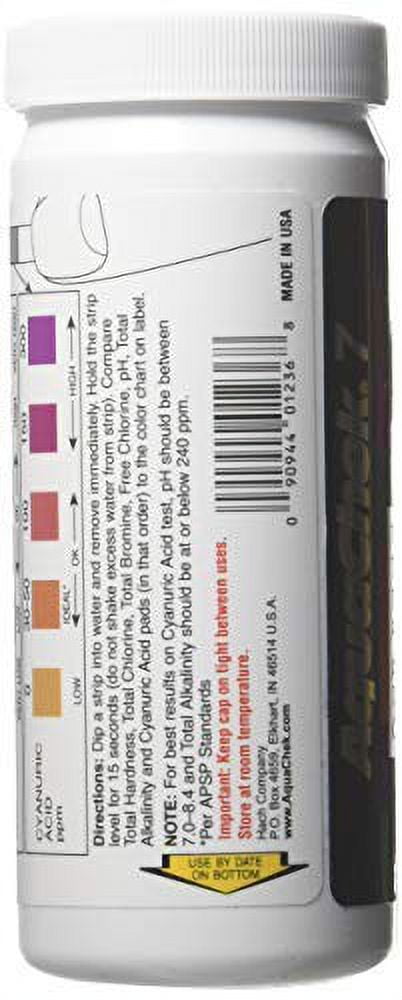 CYANURIC
ACID
ppm
0 30-50 100 150 300
LOW IDEAL* OK HIGH
Directions: Dip a strip into water and remove immediately. Hold the strip
level for 15 seconds (do not shake excess water from strip). Compare
Total Hardness, Total Chlorine, Total Bromine, Free Chlorine, pH, Total
Alkalinity and Cyanuric Acid pads (in that order) to the color chart on label.
NOTE: For best results on Cyanuric Acid test, pH should be between
7.0–8.4 and Total Alkalinity should be at or below 240 ppm.
*Per APSP Standards
Important: Keep cap on tight between uses.
Store at room temperature.
Hach Company
P.O. Box 4659, Elkhart, IN 46514 U.S.A.
www.AquaChek.com
MADE IN USA
0 90944 01236 8
USE BY DATE
ON BOTTOM
AquaChek. 7